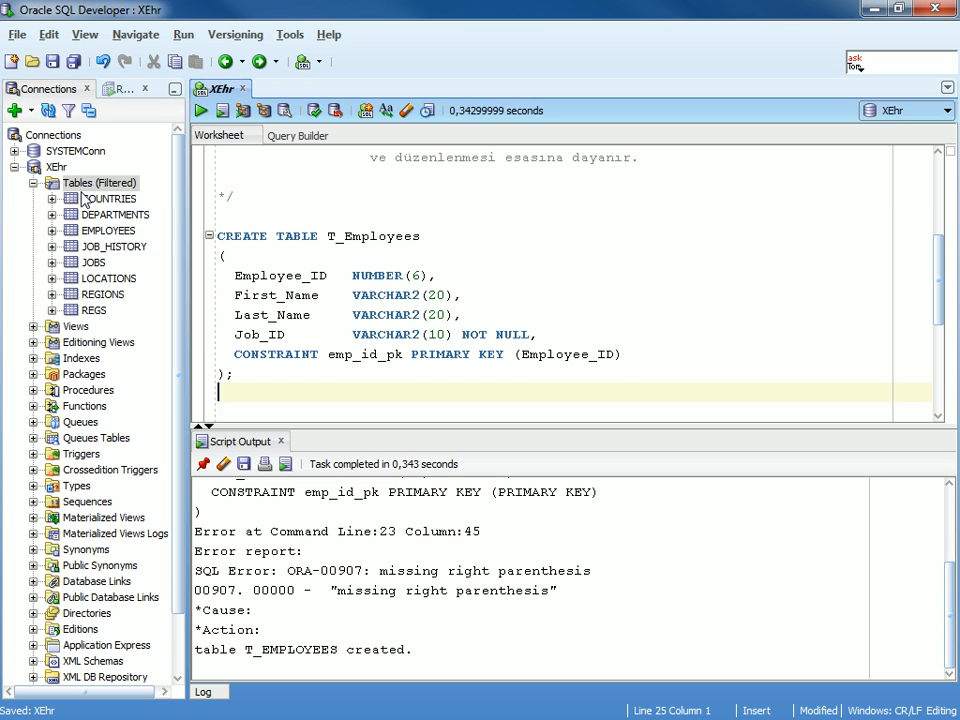 Oracle SQL Developer : XEhr
File Edit View Navigate Run Versioning Tools Help
ask
Tom
Connections R...
XEhr
0,34299999 seconds
XEhr
Worksheet Query Builder
Connections
SYSTEMConn
XEhr
Tables (Filtered)
COUNTRIES
DEPARTMENTS
EMPLOYEES
JOB_HISTORY
JOBS
LOCATIONS
REGIONS
REGS
Views
Editioning Views
Indexes
Packages
Procedures
Functions
Queues
Queues Tables
Triggers
Crossedition Triggers
Types
Sequences
Materialized Views
Materialized Views Logs
Synonyms
Public Synonyms
Database Links
Public Database Links
Directories
Editions
Application Express
XML Schemas
XML DB Repository
ve düzenlenmesi esasına dayanır.
*/
CREATE TABLE T_Employees
(
Employee_ID NUMBER(6),
First_Name VARCHAR2(20),
Last_Name VARCHAR2(20),
Job_ID VARCHAR2(10) NOT NULL,
CONSTRAINT emp_id_pk PRIMARY KEY (Employee_ID)
);
Script Output
Task completed in 0,343 seconds
CONSTRAINT emp_id_pk PRIMARY KEY (PRIMARY KEY)
)
Error at Command Line:23 Column:45
Error report:
SQL Error: ORA-00907: missing right parenthesis
00907. 00000 - "missing right parenthesis"
*Cause:
*Action:
table T_EMPLOYEES created.
Log
Saved: XEhr
Line 25 Column 1 Insert Modified Windows: CR/LF Editing